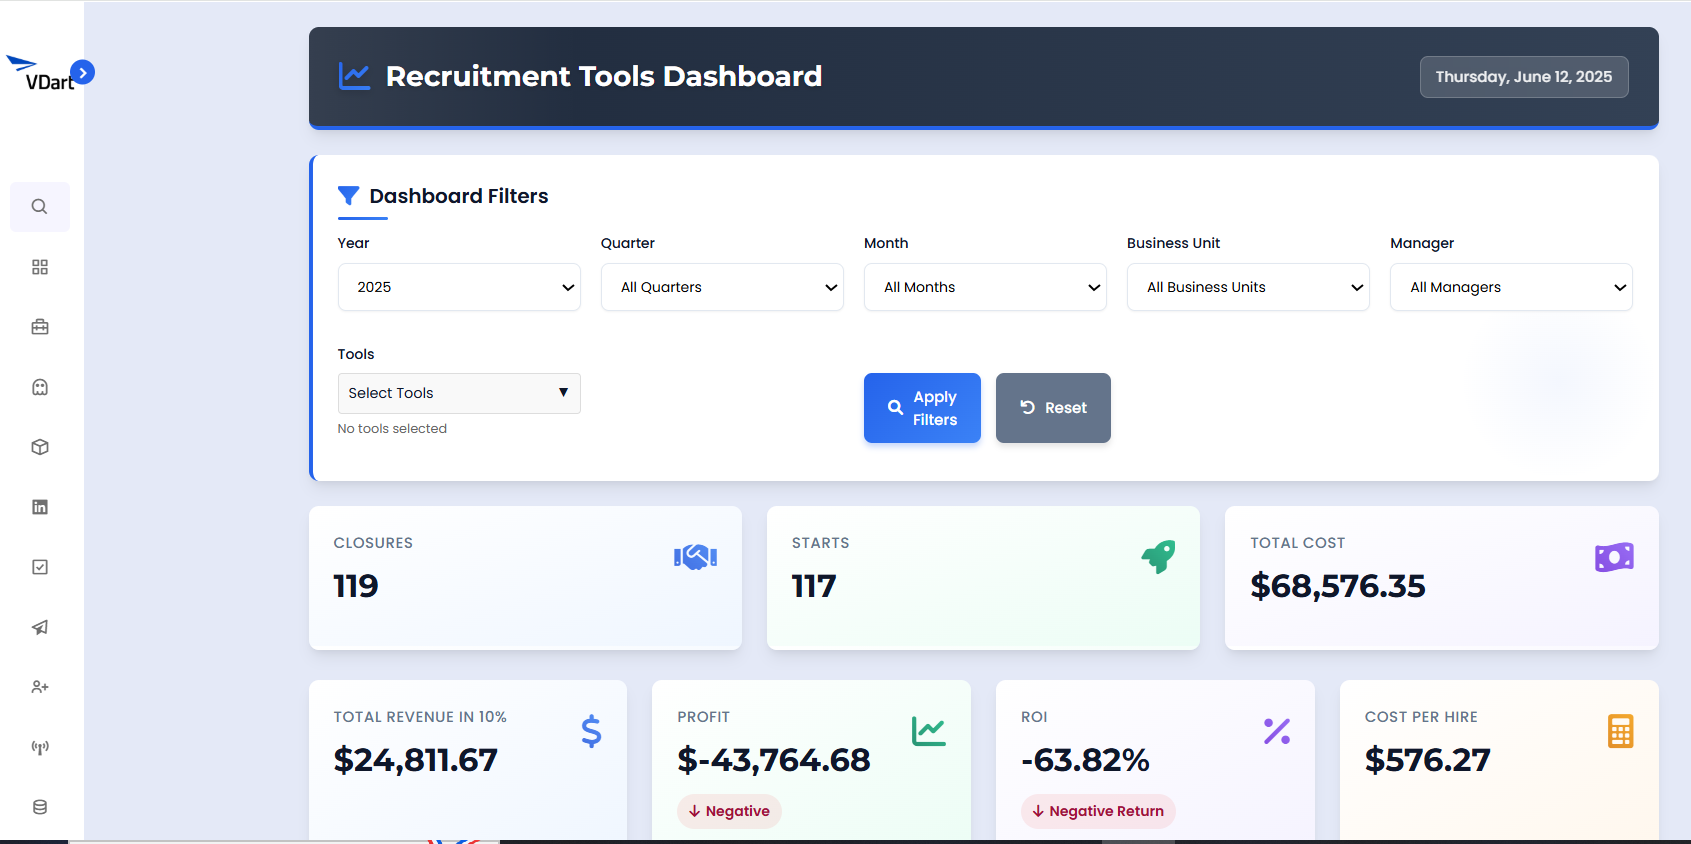 VDart
Recruitment Tools Dashboard
Thursday, June 12, 2025
Dashboard Filters
Year
Quarter
Month
Business Unit
Manager
2025
All Quarters
All Months
All Business Units
All Managers
Tools
Select Tools
No tools selected
Apply
Filters
Reset
CLOSURES
119
STARTS
117
TOTAL COST
$68,576.35
TOTAL REVENUE IN 10%
$24,811.67
PROFIT
$-43,764.68
Negative
ROI
-63.82%
Negative Return
COST PER HIRE
$576.27